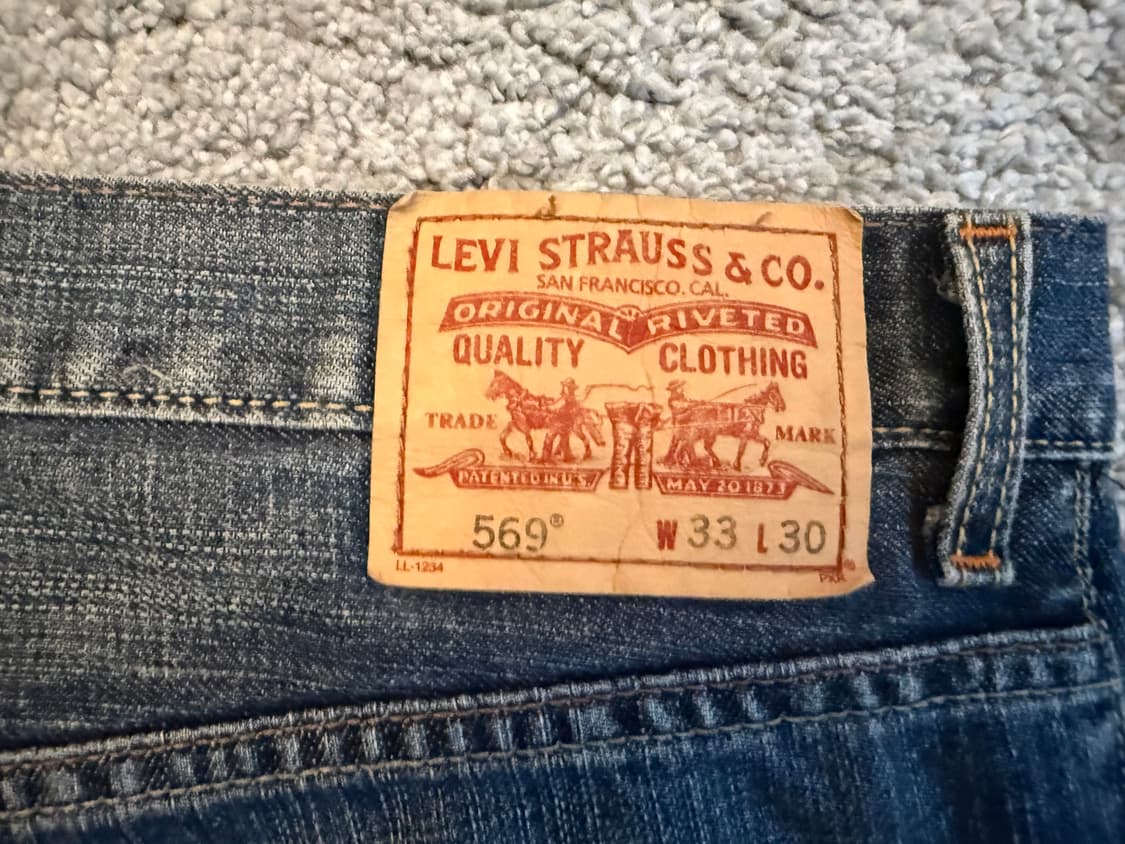 LEVI STRAUSS & CO.
SAN FRANCISCO. CAL.
ORIGINAL RIVETED
QUALITY CLOTHING
TRADE MARK
PATENTED IN U.S. MAY 20 1873
569® W 33 L 30
LL-1234